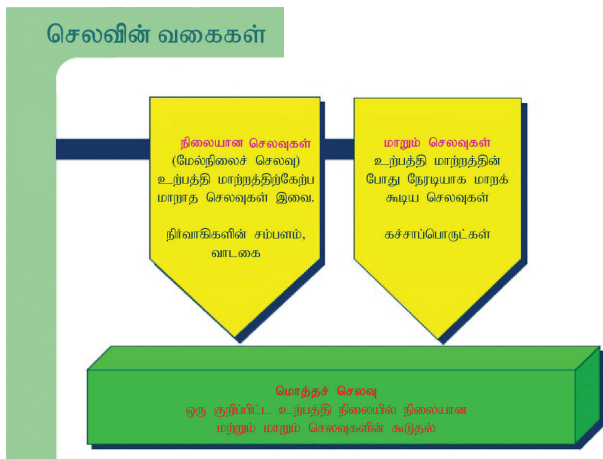 செலவின் வகைகள்
நிலையான செலவுகள்
(மேல்நிலைச் செலவு)
உற்பத்தி மாற்றத்திற்கேற்ப
மாறாத செலவுகள் இவை.
நிர்வாகிகளின் சம்பளம்,
வாடகை
மாறும் செலவுகள்
உற்பத்தி மாற்றத்தின்
போது நேரடியாக மாறக்
கூடிய செலவுகள்
கச்சாப்பொருட்கள்
மொத்தச் செலவு
ஒரு குறிப்பிட்ட உற்பத்தி நிலையில் நிலையான
மற்றும் மாறும் செலவுகளின் கூடுதல்